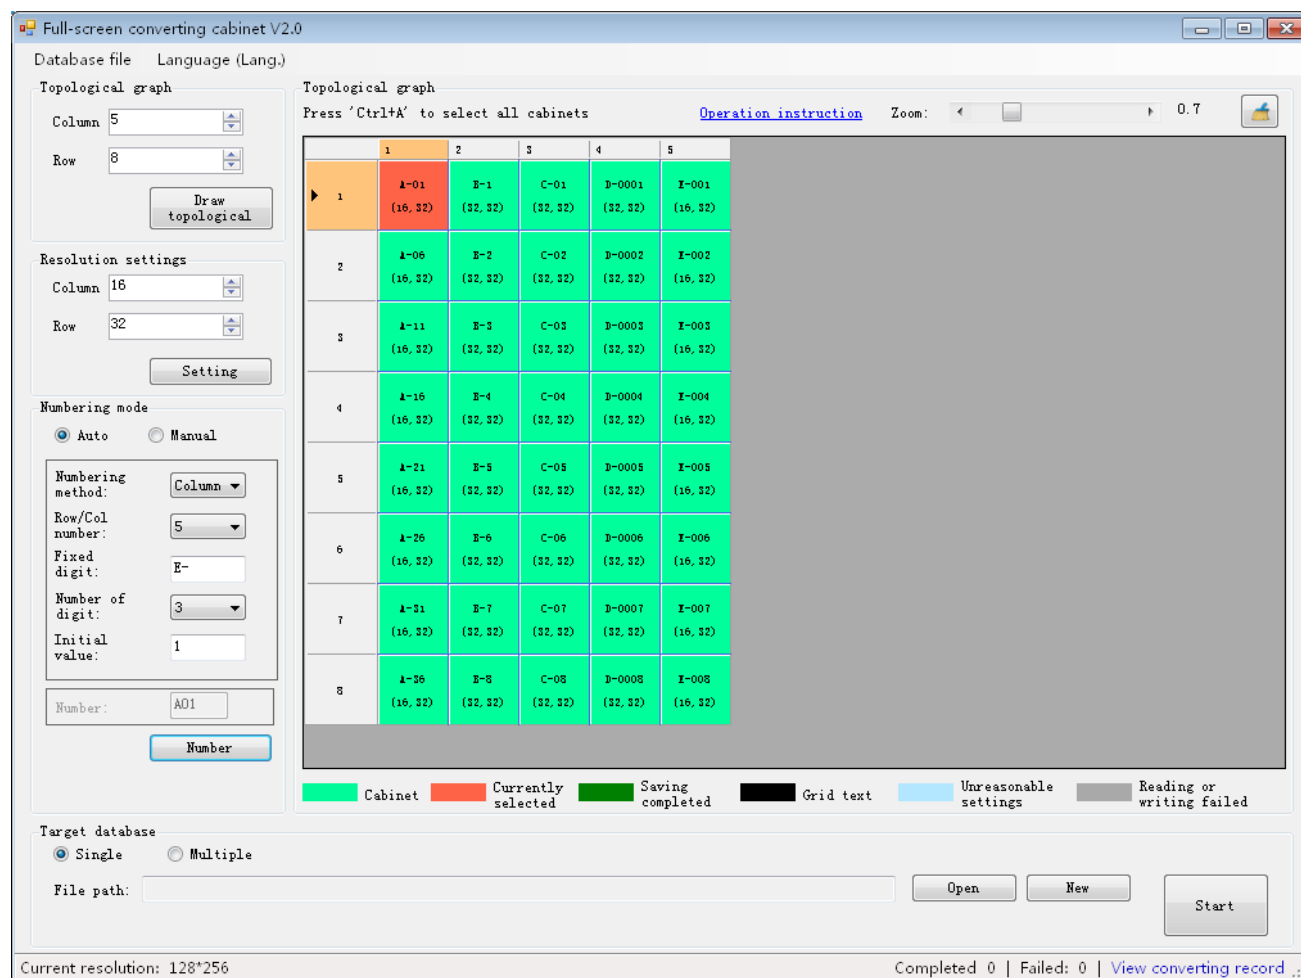 Full-screen converting cabinet V2.0
Database file Language (Lang.)
Topological graph
Column 5
Row 8
Draw
topological
Resolution settings
Column 16
Row 32
Setting
Numbering mode
Auto Manual
Numbering
method:
Column
Row/Col
number:
5
Fixed
digit:
E-
Number of
digit:
3
Initial
value:
1
Number: A01
Number
Topological graph
Press 'Ctrl+A' to select all cabinets Operation instruction Zoom: 0.7
1 2 3 4 5
1 A-01 B-1 C-01 D-0001 E-001
(16, 32) (32, 32) (32, 32) (32, 32) (16, 32)
2 A-06 B-2 C-02 D-0002 E-002
(16, 32) (32, 32) (32, 32) (32, 32) (16, 32)
3 A-11 B-3 C-03 D-0003 E-003
(16, 32) (32, 32) (32, 32) (32, 32) (16, 32)
4 A-16 B-4 C-04 D-0004 E-004
(16, 32) (32, 32) (32, 32) (32, 32) (16, 32)
5 A-21 B-5 C-05 D-0005 E-005
(16, 32) (32, 32) (32, 32) (32, 32) (16, 32)
6 A-26 B-6 C-06 D-0006 E-006
(16, 32) (32, 32) (32, 32) (32, 32) (16, 32)
7 A-31 B-7 C-07 D-0007 E-007
(16, 32) (32, 32) (32, 32) (32, 32) (16, 32)
8 A-36 B-8 C-08 D-0008 E-008
(16, 32) (32, 32) (32, 32) (32, 32) (16, 32)
Cabinet
Currently
selected
Saving
completed
Grid text
Unreasonable
settings
Reading or
writing failed
Target database
Single Multiple
File path: Open New
Start
Current resolution: 128*256 Completed 0 | Failed: 0 | View converting record